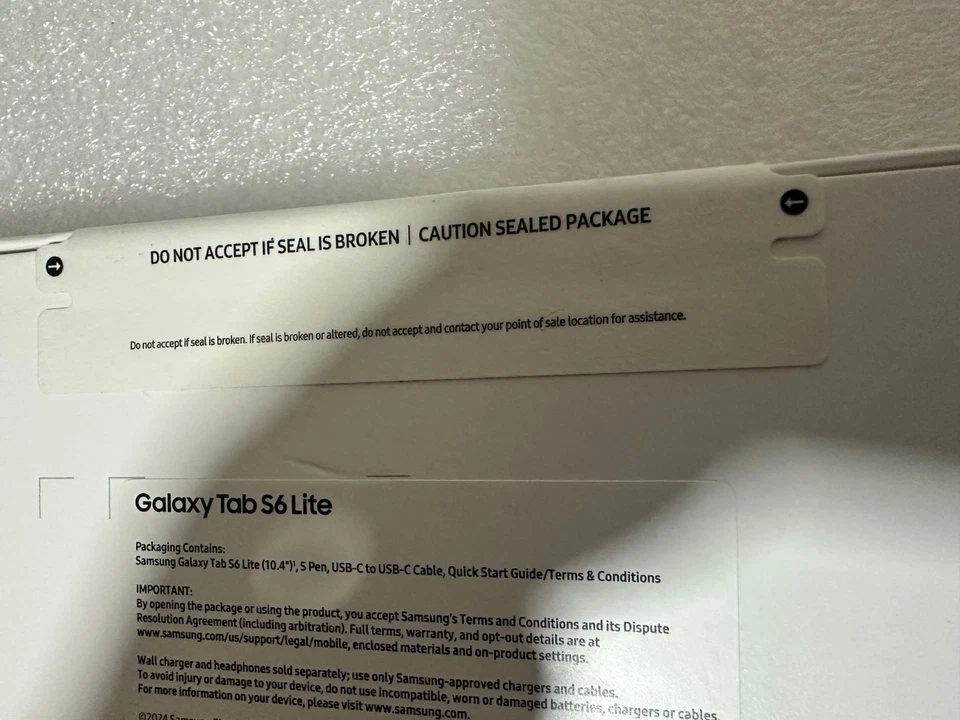 DO NOT ACCEPT IF SEAL IS BROKEN | CAUTION SEALED PACKAGE
Do not accept if seal is broken. If seal is broken or altered, do not accept and contact your point of sale location for assistance.
Galaxy Tab S6 Lite
Packaging Contains:
Samsung Galaxy Tab S6 Lite (10.4")¹, S Pen, USB-C to USB-C Cable, Quick Start Guide/Terms & Conditions
IMPORTANT:
By opening the package or using the product, you accept Samsung's Terms and Conditions and its Dispute
Resolution Agreement (including arbitration). Full terms, warranty, and opt-out details are at
www.samsung.com/us/support/legal/mobile, enclosed materials and on-product settings.
Wall charger and headphones sold separately; use only Samsung-approved chargers and cables.
To avoid injury or damage to your device, do not use incompatible, worn or damaged batteries, chargers or cables.
For more information on your device, please visit www.samsung.com.
©2024